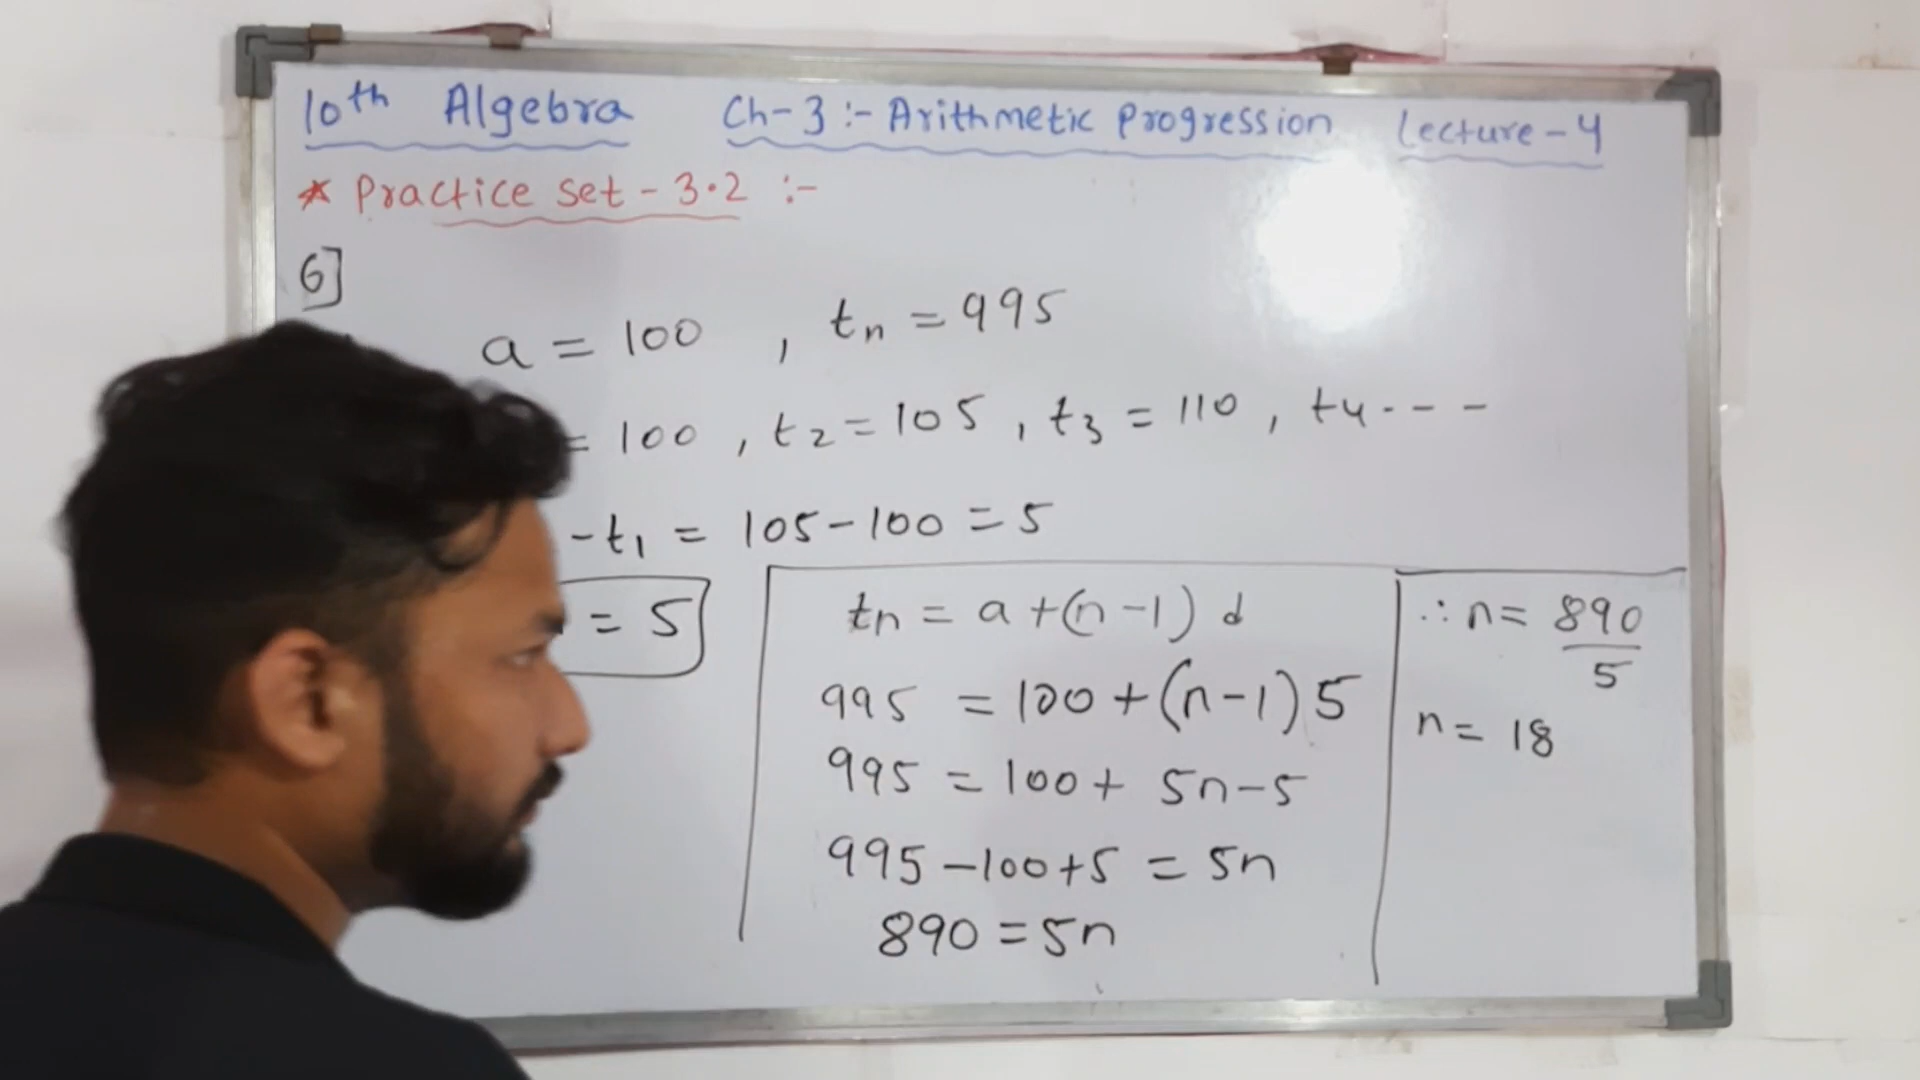 10th Algebra Ch-3 :- Arithmetic Progression Lecture-4
* Practice Set - 3.2 :-
6]
a = 100 , tn = 995
= 100 , t2 = 105 , t3 = 110 , t4 - - -
- t1 = 105 - 100 = 5
= 5
tn = a + (n - 1) d
995 = 100 + (n - 1) 5
995 = 100 + 5n - 5
995 - 100 + 5 = 5n
890 = 5n
∴ n = 890
5
n = 18